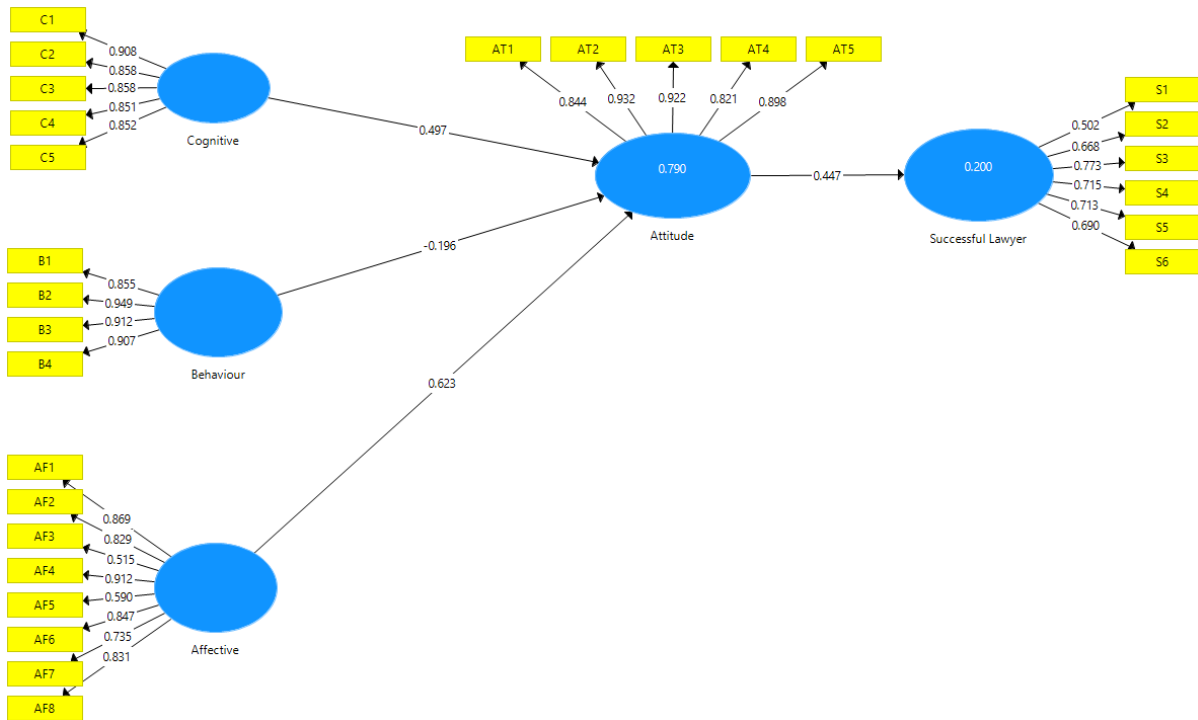 C1
C2
C3
C4
C5
0.908
0.858
0.858
0.851
0.852
Cognitive
B1
B2
B3
B4
0.855
0.949
0.912
0.907
Behaviour
AF1
AF2
AF3
AF4
AF5
AF6
AF7
AF8
0.869
0.829
0.515
0.912
0.590
0.847
0.735
0.831
Affective
0.497
-0.196
0.623
AT1
AT2
AT3
AT4
AT5
0.844
0.932
0.922
0.821
0.898
0.790
Attitude
0.447
0.200
Successful Lawyer
0.502
0.668
0.773
0.715
0.713
0.690
S1
S2
S3
S4
S5
S6